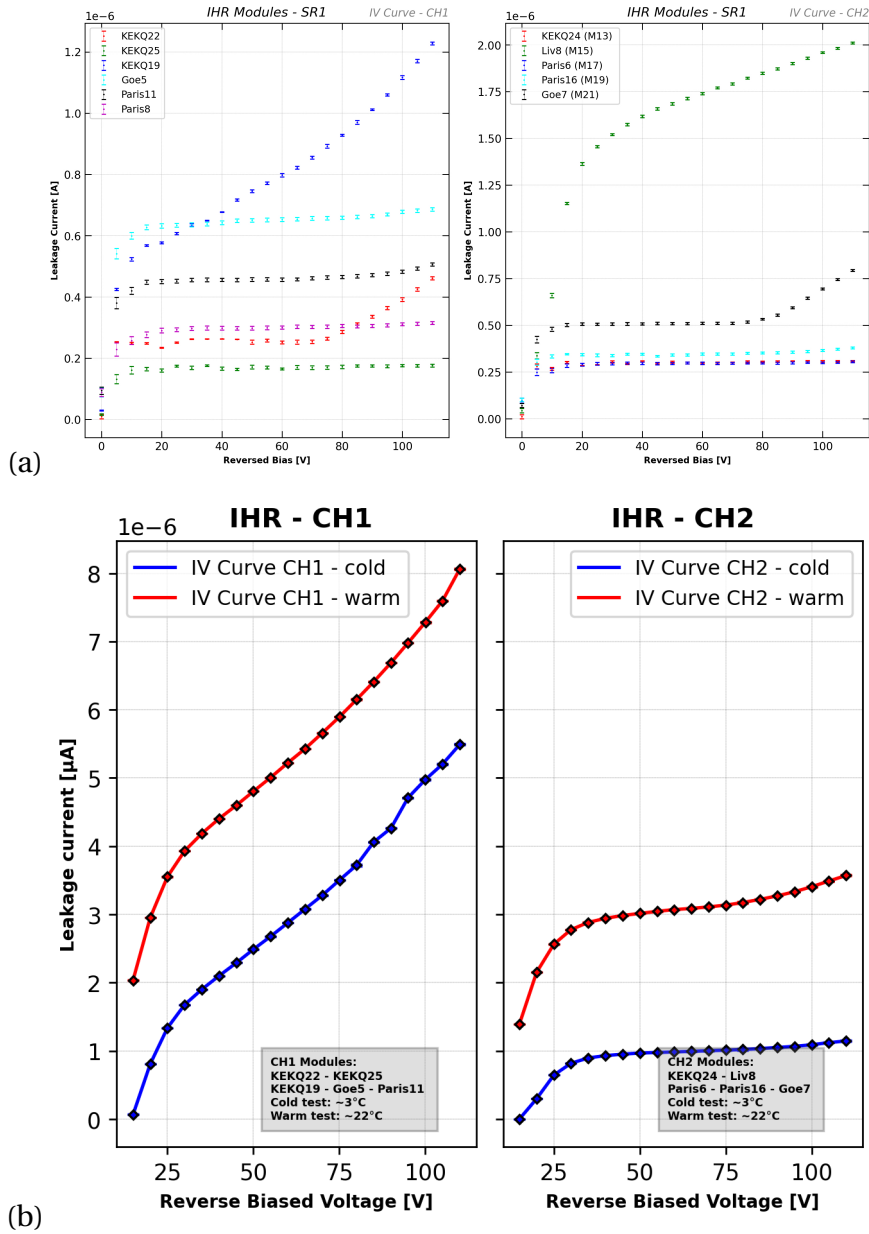 1e−6
IHR Modules - SR1
IV Curve - CH1
KEKQ22
KEKQ25
KEKQ19
Goe5
Paris11
Paris8
1.2
1.0
0.8
0.6
0.4
0.2
0.0
Leakage Current [A]
0 20 40 60 80 100
Reversed Bias [V]
1e−6
IHR Modules - SR1
IV Curve - CH2
KEKQ24 (M13)
Liv8 (M15)
Paris6 (M17)
Paris16 (M19)
Goe7 (M21)
2.00
1.75
1.50
1.25
1.00
0.75
0.50
0.25
0.00
Leakage Current [A]
0 20 40 60 80 100
Reversed Bias [V]
(a)
1e−6
IHR - CH1
IV Curve CH1 - cold
IV Curve CH1 - warm
8
7
6
5
4
3
2
1
0
Leakage current [µA]
CH1 Modules:
KEKQ22 - KEKQ25
KEKQ19 - Goe5 - Paris11
Cold test: ~3°C
Warm test: ~22°C
25 50 75 100
Reverse Biased Voltage [V]
IHR - CH2
IV Curve CH2 - cold
IV Curve CH2 - warm
CH2 Modules:
KEKQ24 - Liv8
Paris6 - Paris16 - Goe7
Cold test: ~3°C
Warm test: ~22°C
25 50 75 100
Reverse Biased Voltage [V]
(b)